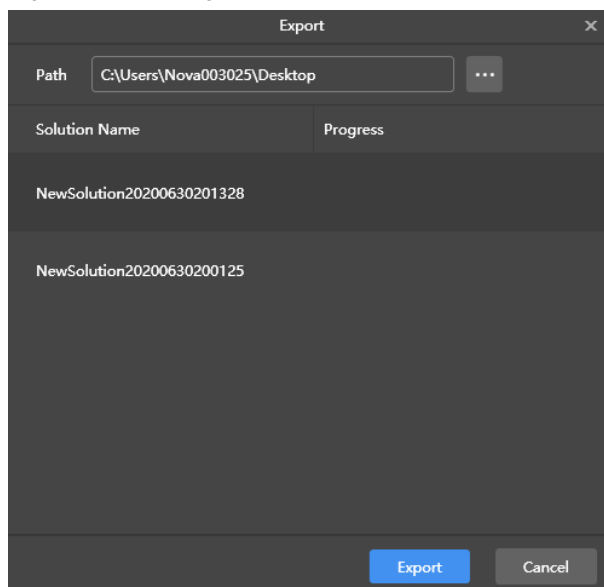 Export
Path C:\Users\Nova003025\Desktop ...
Solution Name Progress
NewSolution20200630201328
NewSolution20200630200125
Export Cancel